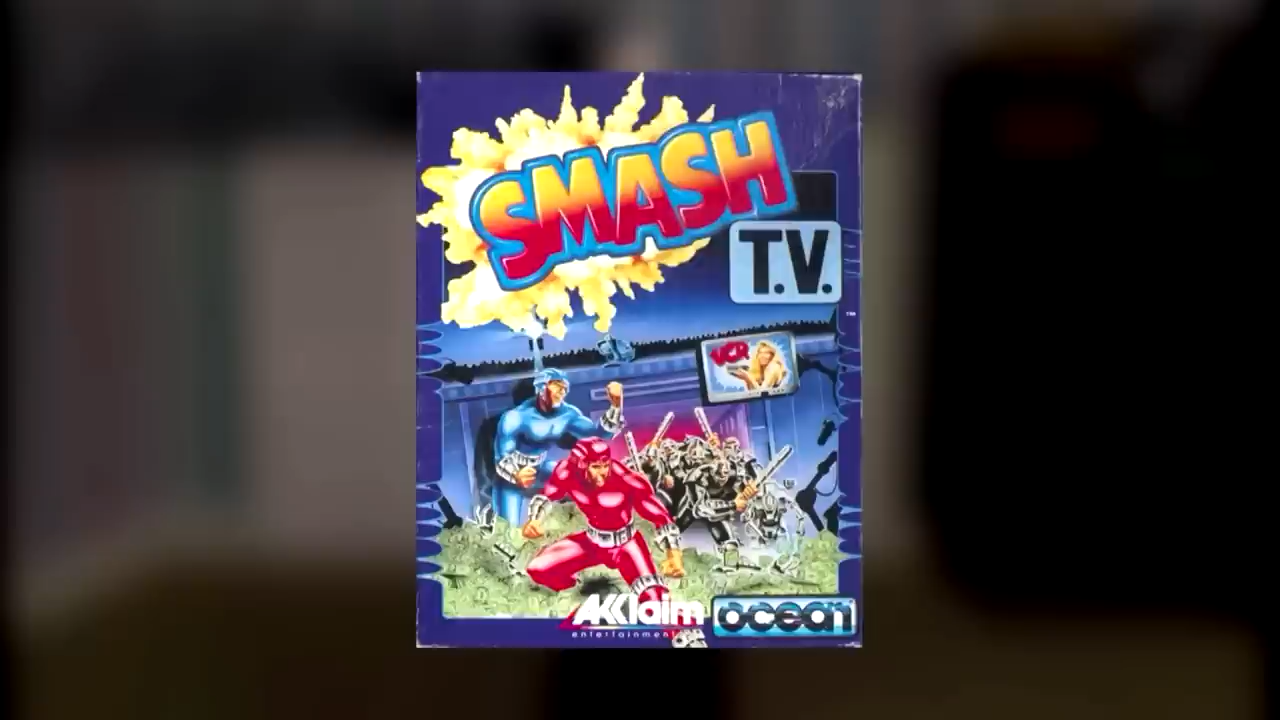 SMASH
T.V.
™
VCR
AKKlaim
entertainment
ocean